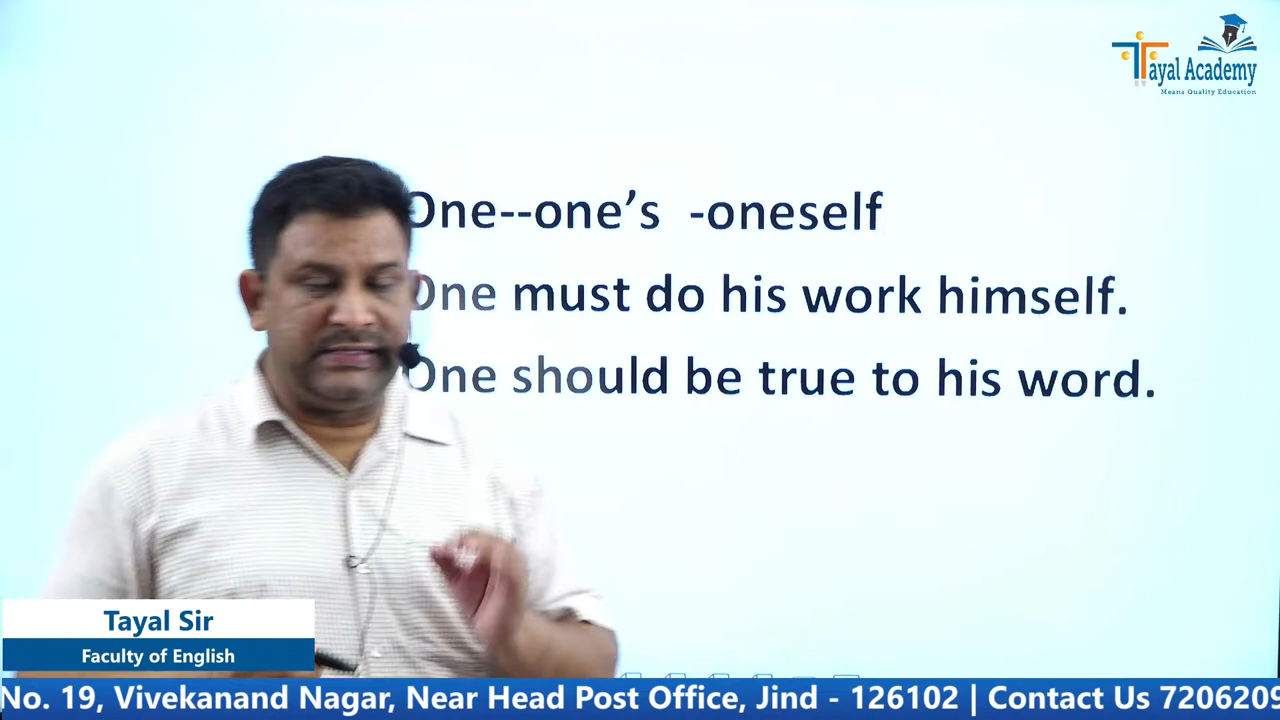 Tayal Academy
Means Quality Education
One--one's -oneself
One must do his work himself.
One should be true to his word.
Tayal Sir
Faculty of English
No. 19, Vivekanand Nagar, Near Head Post Office, Jind - 126102 | Contact Us 7206209